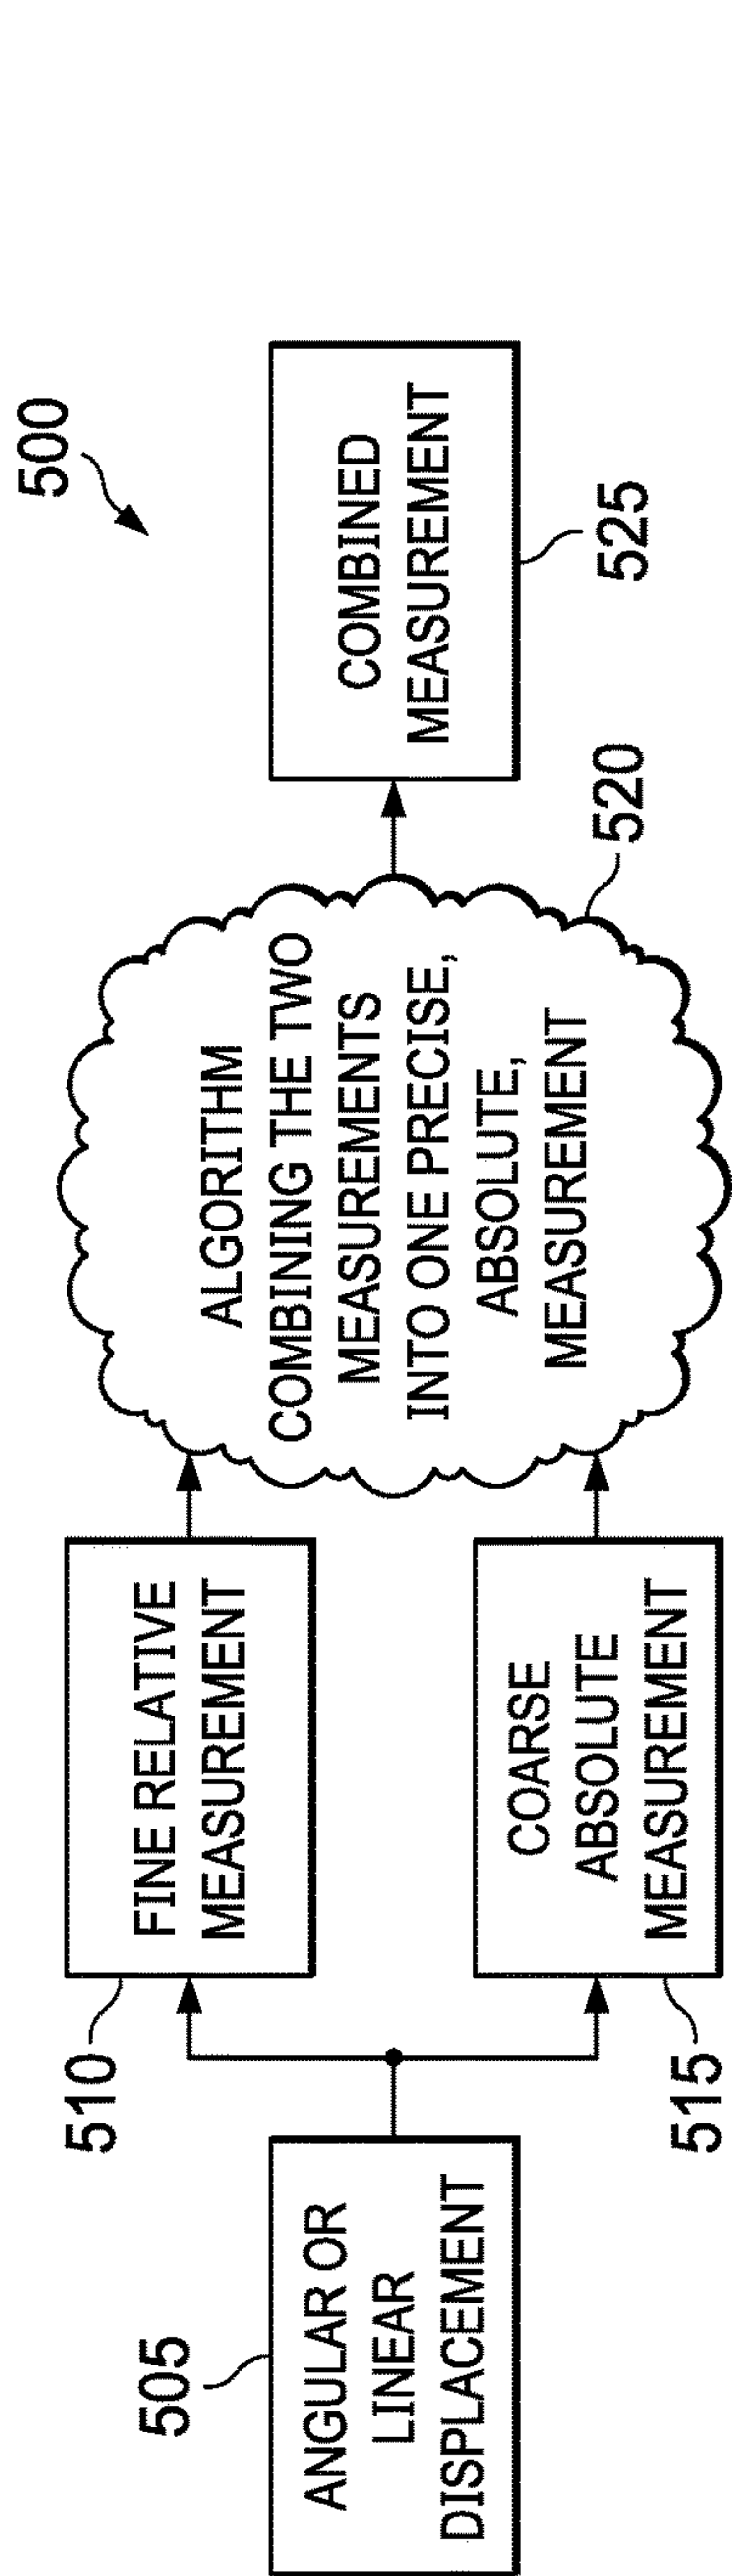 500
505
ANGULAR OR
LINEAR
DISPLACEMENT
510
FINE RELATIVE
MEASUREMENT
515
COARSE
ABSOLUTE
MEASUREMENT
ALGORITHM
COMBINING THE TWO
MEASUREMENTS
INTO ONE PRECISE,
ABSOLUTE,
MEASUREMENT
520
COMBINED
MEASUREMENT
525